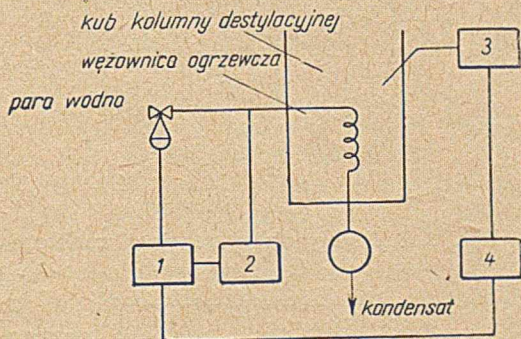 kub kolumny destylacyjnej
wężownica ogrzewcza
para wodna
3
1
2
4
kondensat